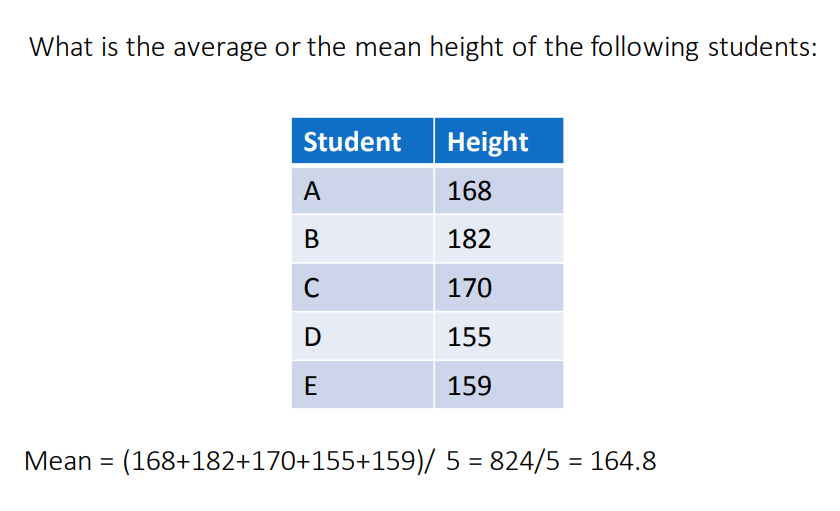 What is the average or the mean height of the following students:
Student Height
A 168
B 182
C 170
D 155
E 159
Mean = (168+182+170+155+159)/ 5 = 824/5 = 164.8